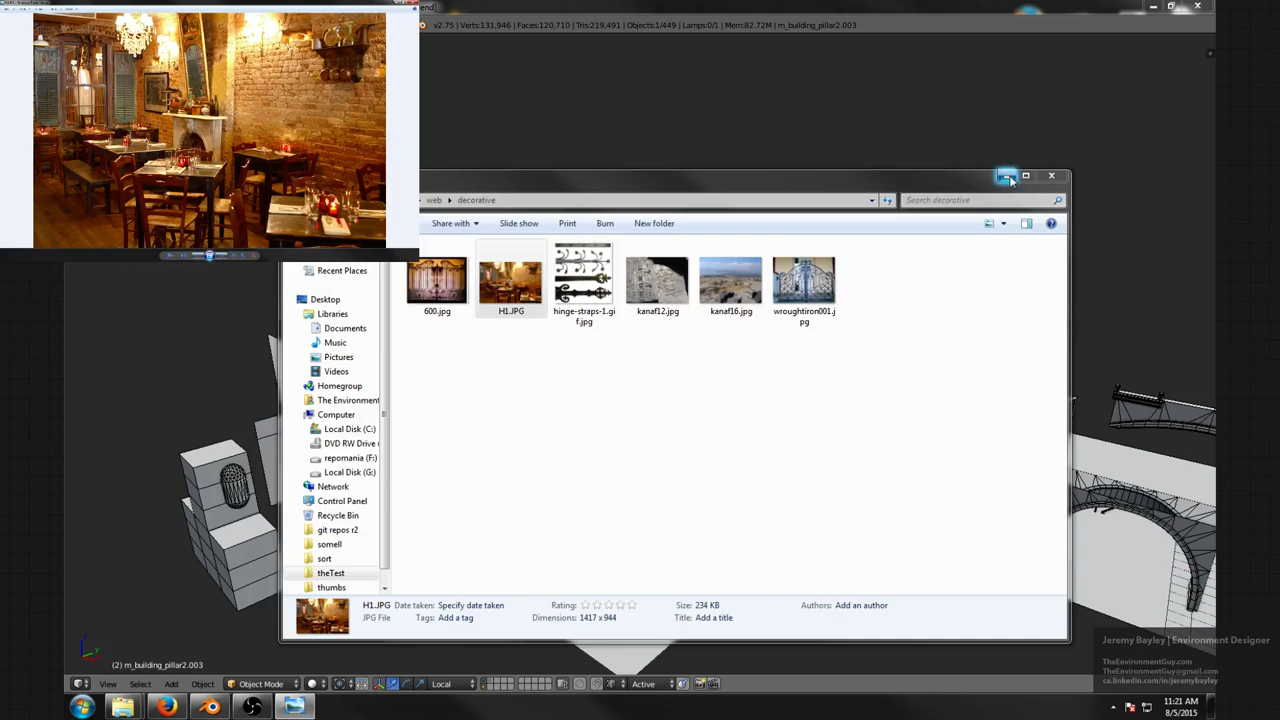 end]
v2.75 | Verts:131,946 | Faces:120,710 | Tris:219,491 | Objects:1/449 | Lamps:0/1 | Mem:82.72M | m_building_pillar2.003
web ▸ decorative
Search decorative
Share with
Slide show
Print
Burn
New folder
Recent Places
Desktop
Libraries
Documents
Music
Pictures
Videos
Homegroup
The Environment
Computer
Local Disk (C:)
DVD RW Drive (
repomania (F:)
Local Disk (G:)
Network
Control Panel
Recycle Bin
git repos r2
somell
sort
theTest
thumbs
600.jpg
H1.JPG
hinge-straps-1.gi
f.jpg
kanaf12.jpg
kanaf16.jpg
wroughtiron001.j
pg
H1.JPG Date taken: Specify date taken Rating: Size: 234 KB Authors: Add an author
JPG File Tags: Add a tag Dimensions: 1417 x 944 Title: Add a title
Jeremy Bayley | Environment Designer
TheEnvironmentGuy.com
TheEnvironmentGuy@gmail.com
ca.linkedin.com/in/jeremybayley
(2) m_building_pillar2.003
View Select Add Object Object Mode Local Active
11:21 AM
8/5/2015